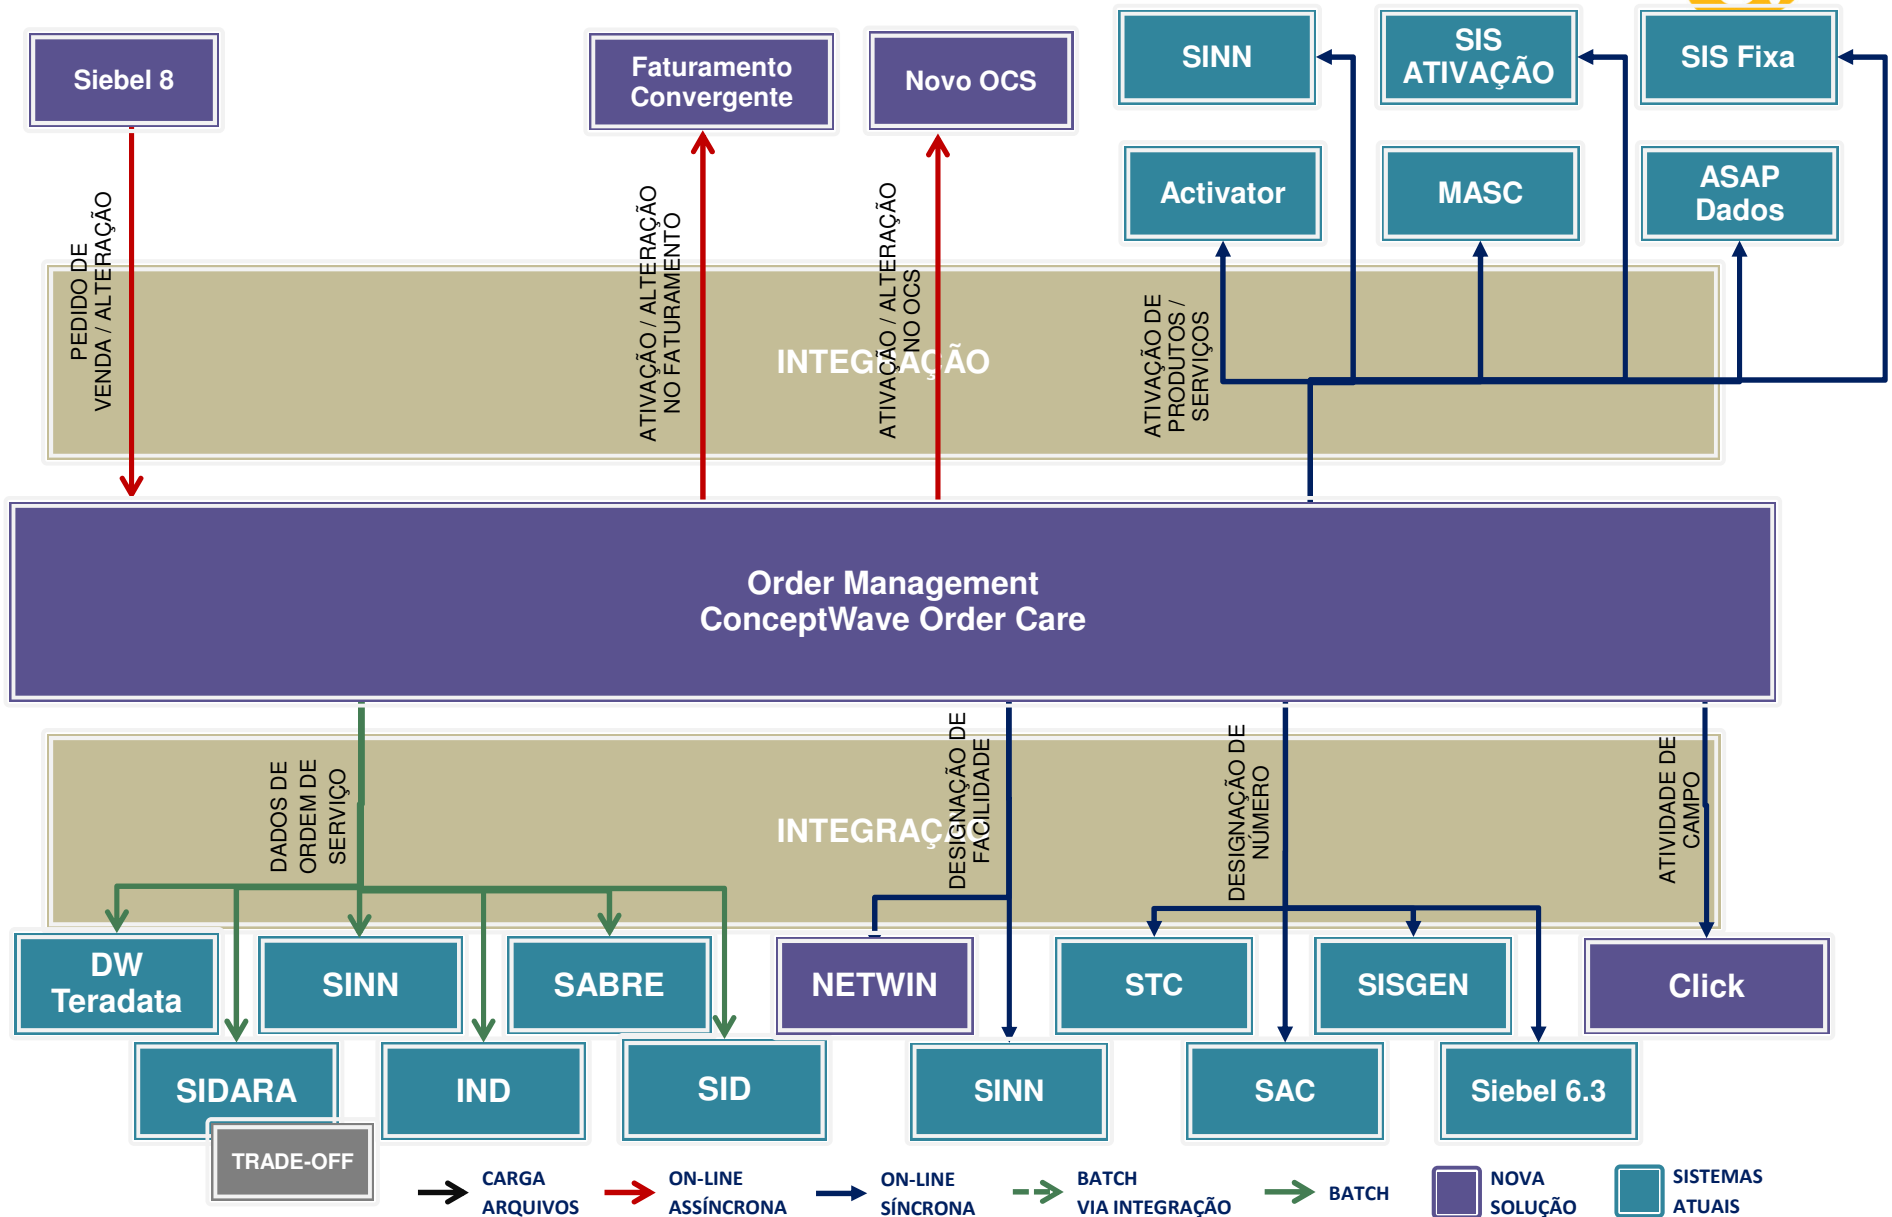 Siebel 8
Faturamento
Convergente
Novo OCS
SINN
SIS
ATIVAÇÃO
SIS Fixa
Activator
MASC
ASAP
Dados
PEDIDO DE
VENDA / ALTERAÇÃO
ATIVAÇÃO / ALTERAÇÃO
NO FATURAMENTO
ATIVAÇÃO / ALTERAÇÃO
NO OCS
ATIVAÇÃO DE
PRODUTOS /
SERVIÇOS
INTEGRAÇÃO
Order Management
ConceptWave Order Care
DADOS DE
ORDEM DE
SERVIÇO
INTEGRAÇÃO
DESIGNAÇÃO DE
FACILIDADE
DESIGNAÇÃO DE
NÚMERO
ATIVIDADE DE
CAMPO
DW
Teradata
SINN
SABRE
NETWIN
STC
SISGEN
Click
SIDARA
IND
SID
SINN
SAC
Siebel 6.3
TRADE-OFF
CARGA
ARQUIVOS
ON-LINE
ASSÍNCRONA
ON-LINE
SÍNCRONA
BATCH
VIA INTEGRAÇÃO
BATCH
NOVA
SOLUÇÃO
SISTEMAS
ATUAIS